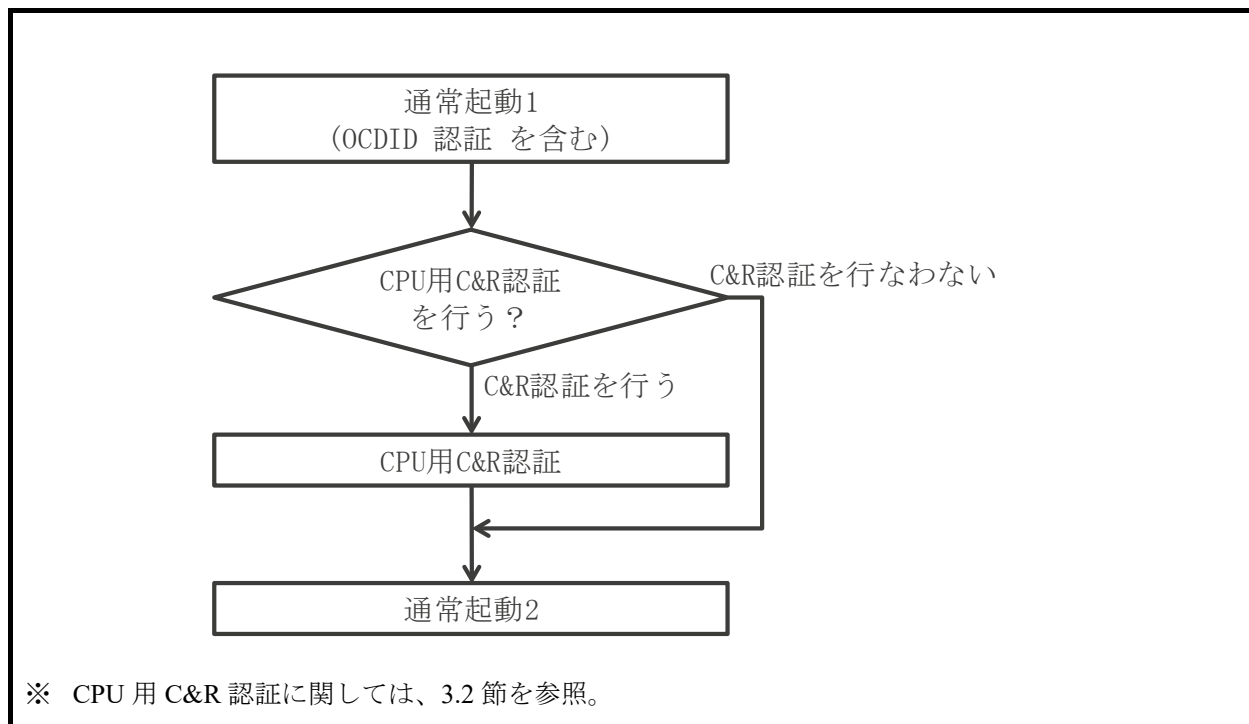 通常起動1
(OCDID 認証 を含む)
CPU用C&R認証
を行う？
C&R認証を行なわない
C&R認証を行う
CPU用C&R認証
通常起動2
※ CPU 用 C&R 認証に関しては、3.2 節を参照。